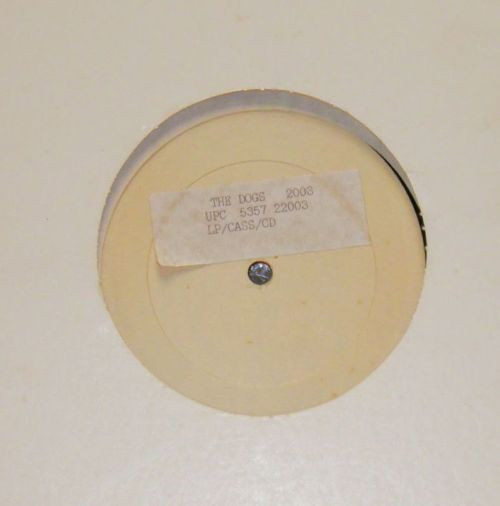 THE DOGS 2003
UPC 5357 22003
LP/CASS/CD